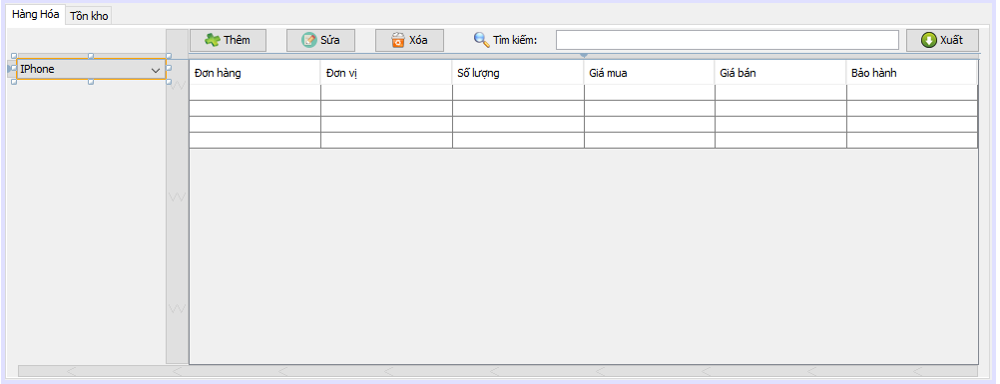 Hàng Hóa Tồn kho
Thêm Sửa Xóa Tìm kiếm: Xuất
IPhone
Đơn hàng Đơn vị Số lượng Giá mua Giá bán Bảo hành